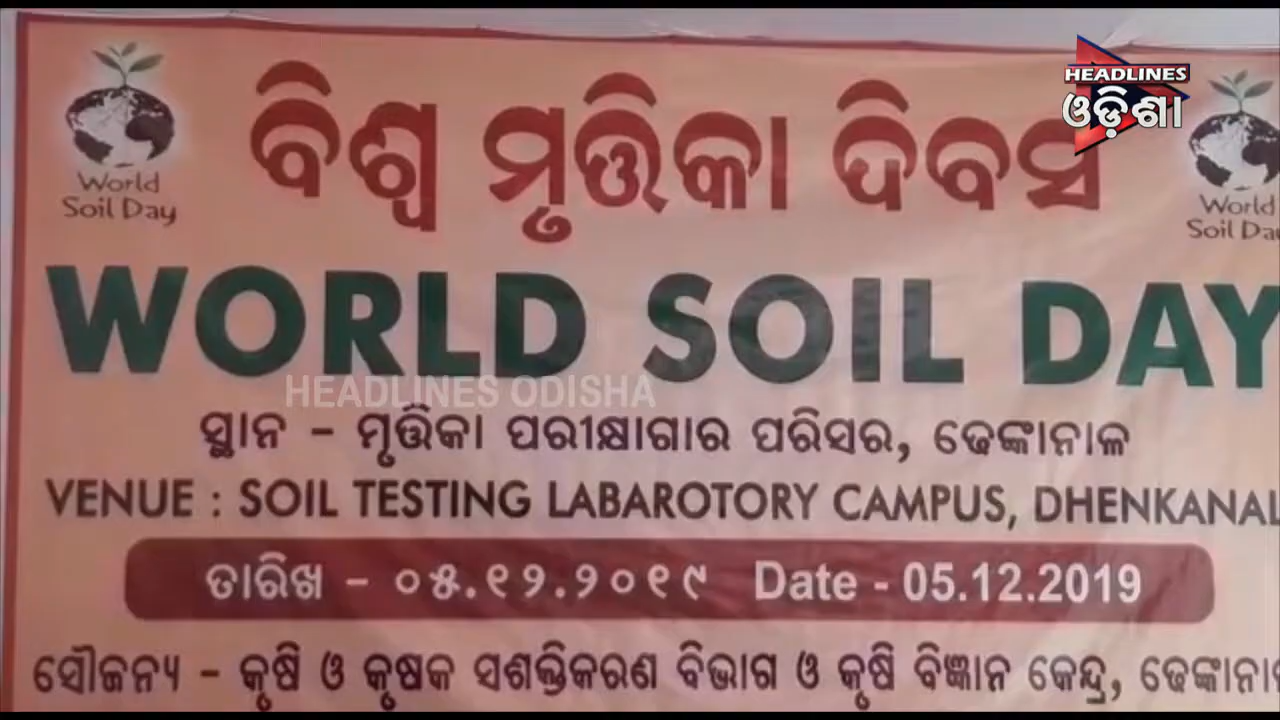 HEADLINES
ଓଡ଼ିଶା
World
Soil Day
ବିଶ୍ୱ ମୃତ୍ତିକା ଦିବସ
World
Soil Da
WORLD SOIL DAY
HEADLINES ODISHA
ସ୍ଥାନ - ମୃତ୍ତିକା ପରୀକ୍ଷାଗାର ପରିସର, ଢେଙ୍କାନାଳ
VENUE : SOIL TESTING LABAROTORY CAMPUS, DHENKANAL
ତାରିଖ - ୦୫.୧୨.୨୦୧୯ Date - 05.12.2019
ସୌଜନ୍ୟ - କୃଷି ଓ କୃଷକ ସଶକ୍ତିକରଣ ବିଭାଗ ଓ କୃଷି ବିଜ୍ଞାନ କେନ୍ଦ୍ର, ଢେଙ୍କାନା